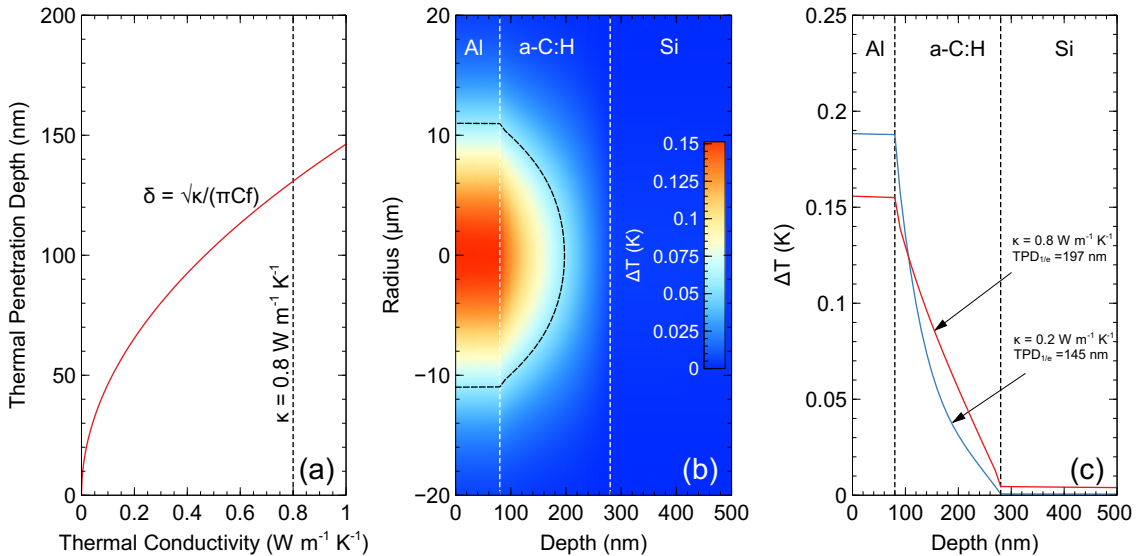 200
150
100
50
0
Thermal Penetration Depth (nm)
δ = √κ/(πCf)
κ = 0.8 W m⁻¹ K⁻¹
(a)
0 0.2 0.4 0.6 0.8 1
Thermal Conductivity (W m⁻¹ K⁻¹)
20
10
0
−10
−20
Radius (μm)
Al a-C:H Si
0.15
0.125
0.1
0.075
0.05
0.025
0
ΔT (K)
(b)
0 100 200 300 400 500
Depth (nm)
0.25
0.2
0.15
0.1
0.05
0
ΔT (K)
Al a-C:H Si
κ = 0.8 W m⁻¹ K⁻¹
TPD1/e =197 nm
κ = 0.2 W m⁻¹ K⁻¹
TPD1/e =145 nm
(c)
0 100 200 300 400 500
Depth (nm)